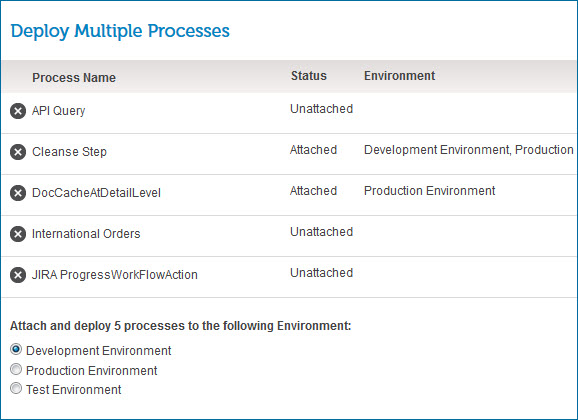 Deploy Multiple Processes
Process Name Status Environment
API Query Unattached
Cleanse Step Attached Development Environment, Production
DocCacheAtDetailLevel Attached Production Environment
International Orders Unattached
JIRA ProgressWorkFlowAction Unattached
Attach and deploy 5 processes to the following Environment:
Development Environment
Production Environment
Test Environment